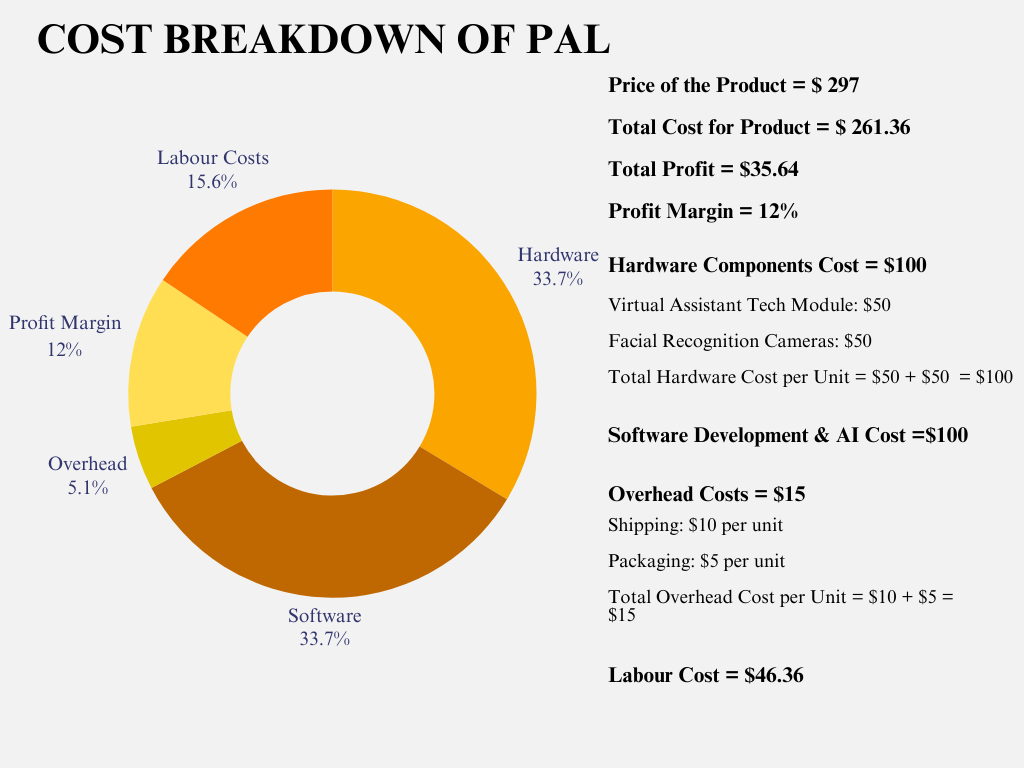 COST BREAKDOWN OF PAL
Labour Costs
15.6%
Hardware
33.7%
Profit Margin
12%
Overhead
5.1%
Software
33.7%
Price of the Product = $ 297
Total Cost for Product = $ 261.36
Total Profit = $35.64
Profit Margin = 12%
Hardware Components Cost = $100
Virtual Assistant Tech Module: $50
Facial Recognition Cameras: $50
Total Hardware Cost per Unit = $50 + $50  = $100
Software Development & AI Cost =$100
Overhead Costs = $15
Shipping: $10 per unit
Packaging: $5 per unit
Total Overhead Cost per Unit = $10 + $5 =
$15
Labour Cost = $46.36